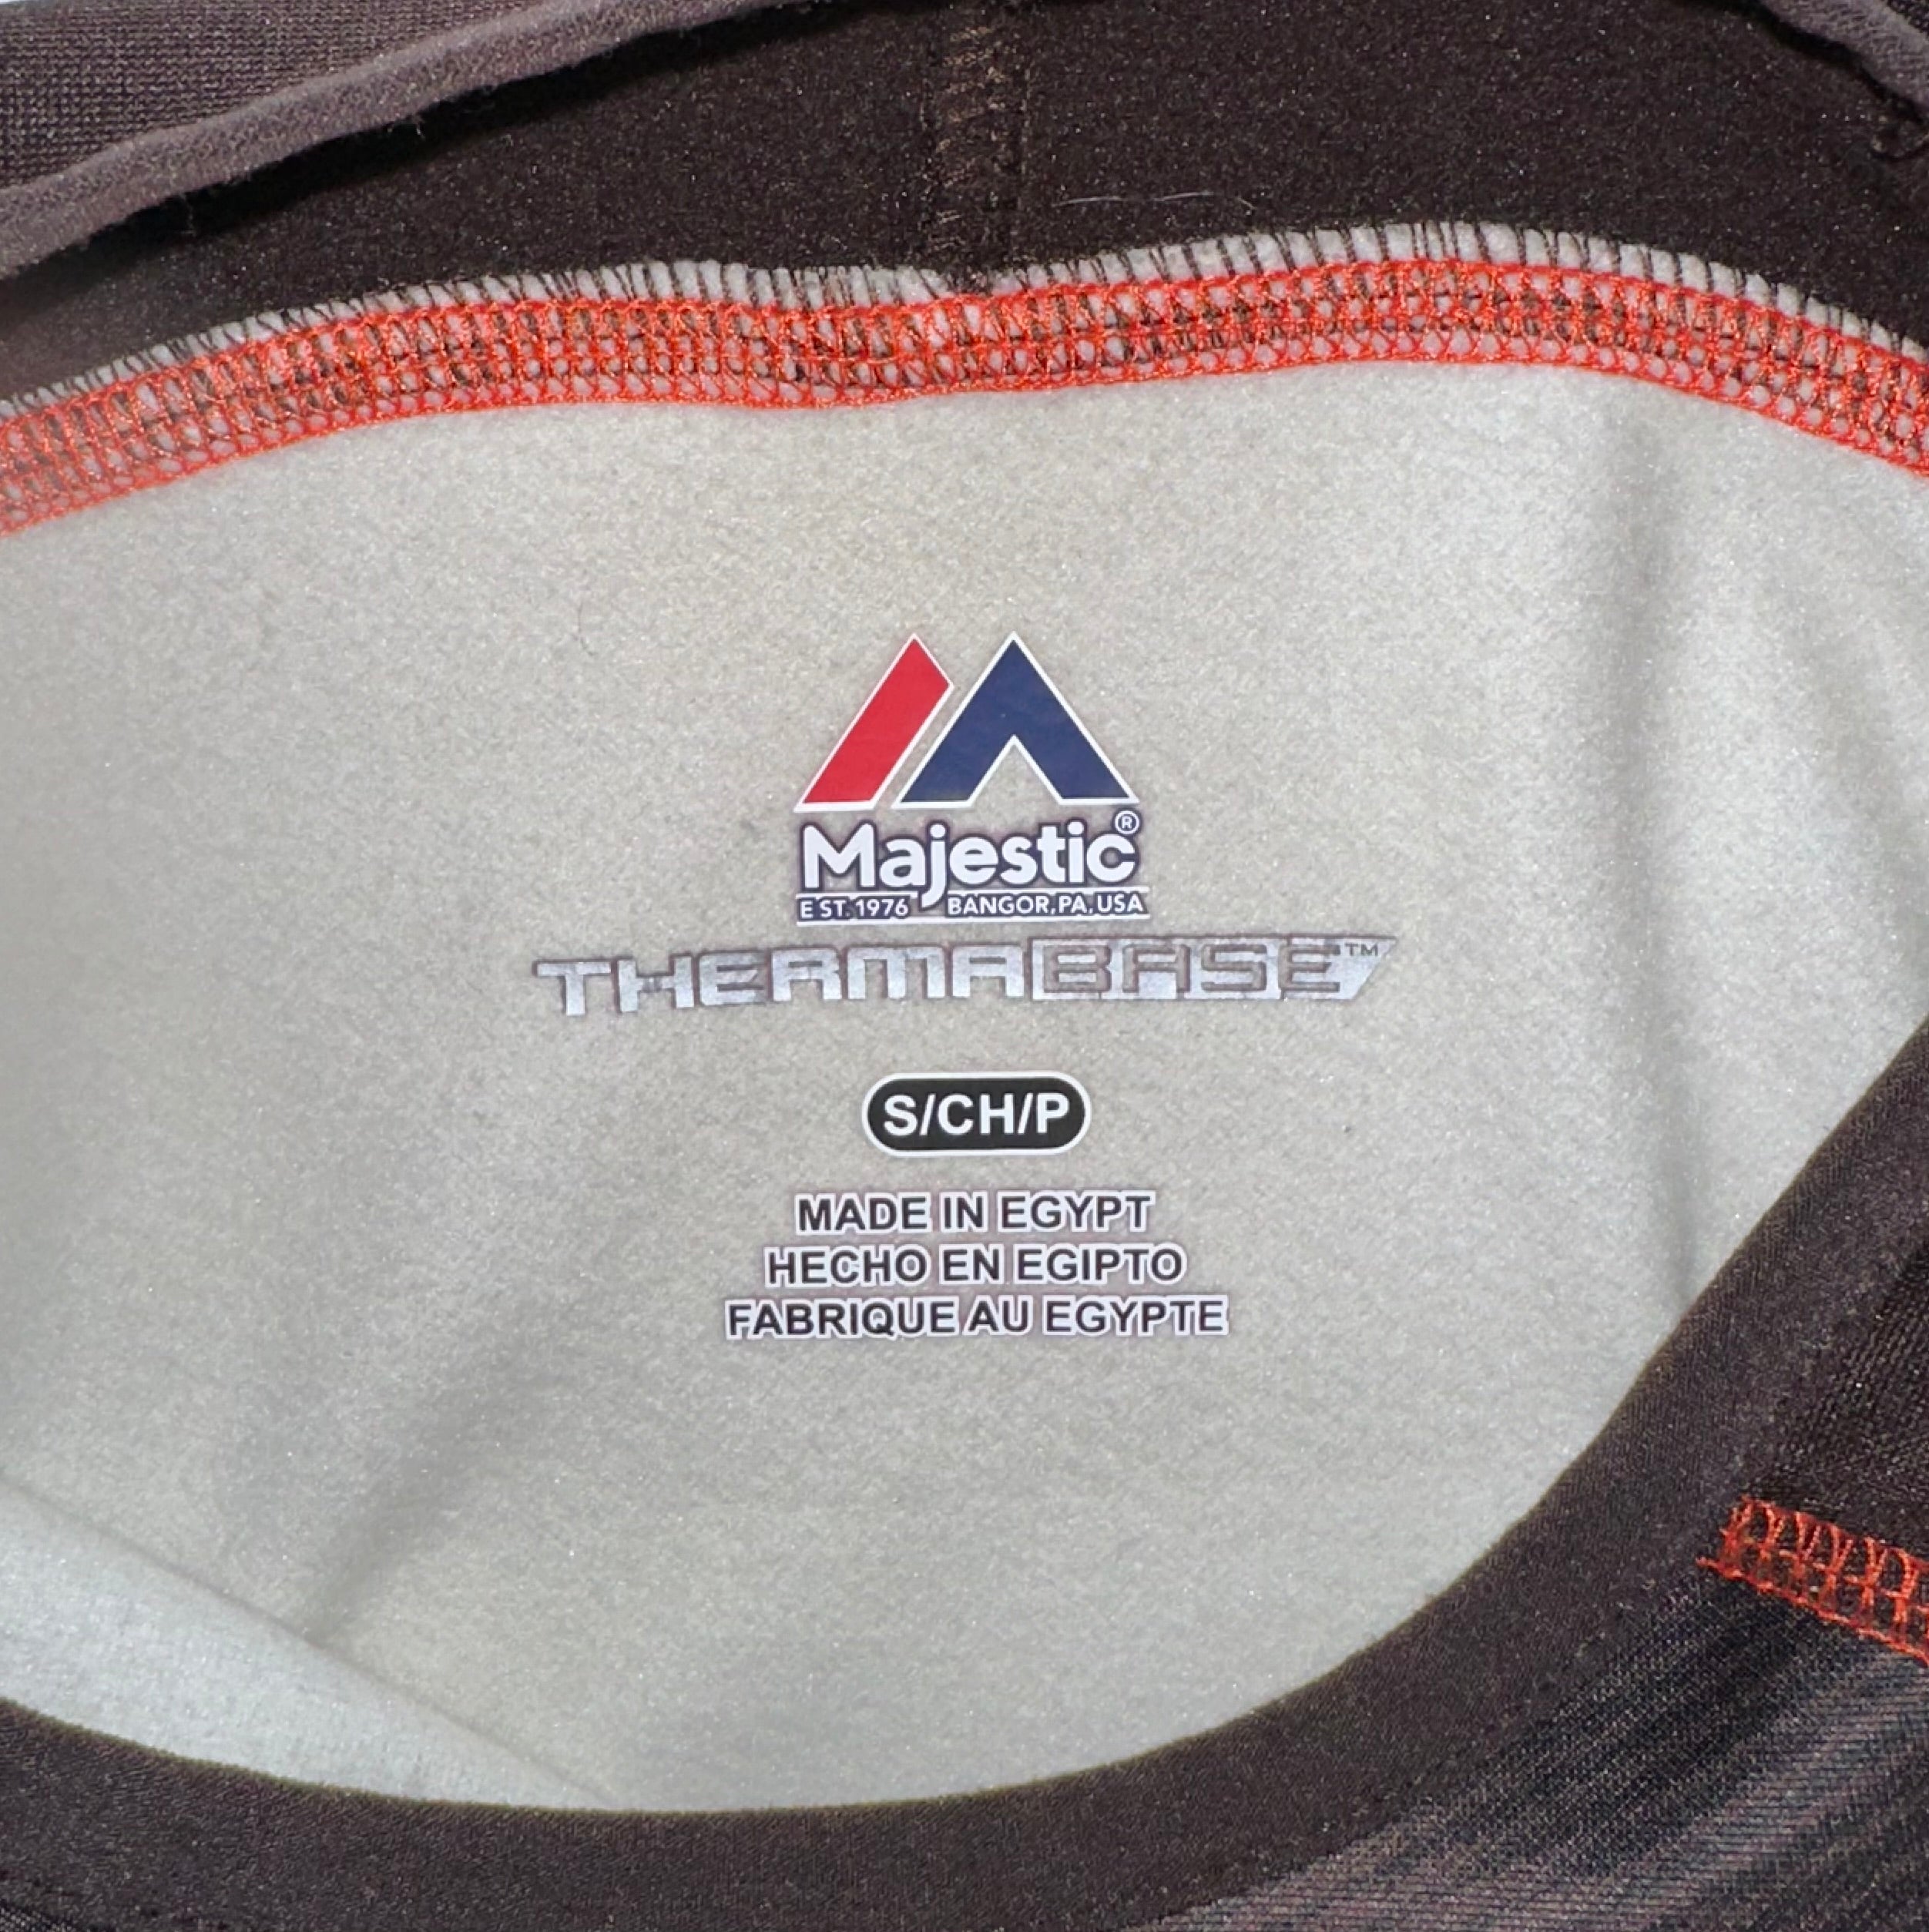 Majestic®
EST. 1976 BANGOR, PA, USA
THERMABASE™
S/CH/P
MADE IN EGYPT
HECHO EN EGIPTO
FABRIQUE AU EGYPTE